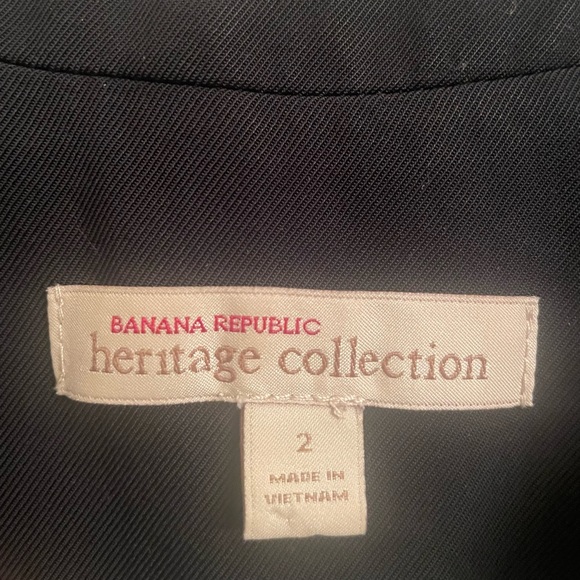 BANANA REPUBLIC
heritage collection
2
MADE IN
VIETNAM